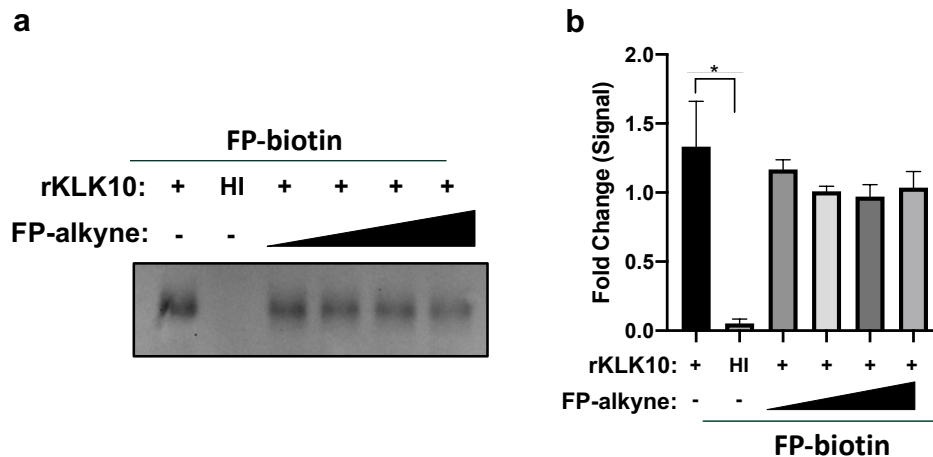 a
FP-biotin
rKLK10: + HI + + + +
FP-alkyne: - -
b
Fold Change (Signal)
2.0
1.5
1.0
0.5
0.0
*
rKLK10: + HI + + + +
FP-alkyne: - -
FP-biotin